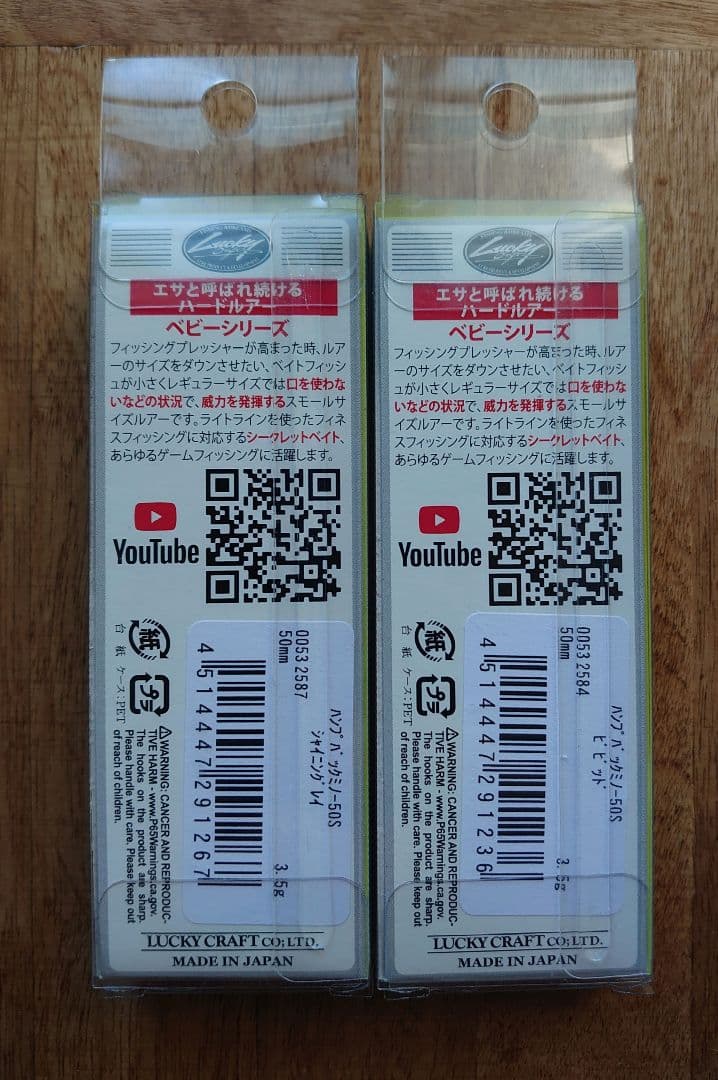 Lucky
エサと呼ばれ続ける
ハードルアー
ベビーシリーズ
フィッシングプレッシャーが高まった時、ルア
ーのサイズをダウンさせたい、ベイトフィッシ
ュが小さくレギュラーサイズでは口を使わな
いなどの状況で、威力を発揮するスモールサ
イズルアーです。ライトラインを使ったフィネ
スフィッシングに対応するシークレットベイト、
あらゆるゲームフィッシングに活躍します。
YouTube
紙
台紙
プラ
ケース:PET
⚠WARNING: CANCER AND REPRODUC-
TIVE HARM - www.P65Warnings.ca.gov.
The hooks on the product are sharp.
Please handle with care. Please keep out
of reach of children.
ハンプバックミノー50S
シャイニングレイ
0053 2587
50mm
3.5g
4514447291267
LUCKY CRAFT CO;LTD.
MADE IN JAPAN
Lucky
エサと呼ばれ続ける
ハードルアー
ベビーシリーズ
フィッシングプレッシャーが高まった時、ルア
ーのサイズをダウンさせたい、ベイトフィッシ
ュが小さくレギュラーサイズでは口を使わな
いなどの状況で、威力を発揮するスモールサ
イズルアーです。ライトラインを使ったフィネ
スフィッシングに対応するシークレットベイト、
あらゆるゲームフィッシングに活躍します。
YouTube
紙
台紙
プラ
ケース:PET
⚠WARNING: CANCER AND REPRODUC-
TIVE HARM - www.P65Warnings.ca.gov.
The hooks on the product are sharp.
Please handle with care. Please keep out
of reach of children.
ハンプバックミノー50S
ビビッド
0053 2584
50mm
3.5g
4514447291236
LUCKY CRAFT CO;LTD.
MADE IN JAPAN